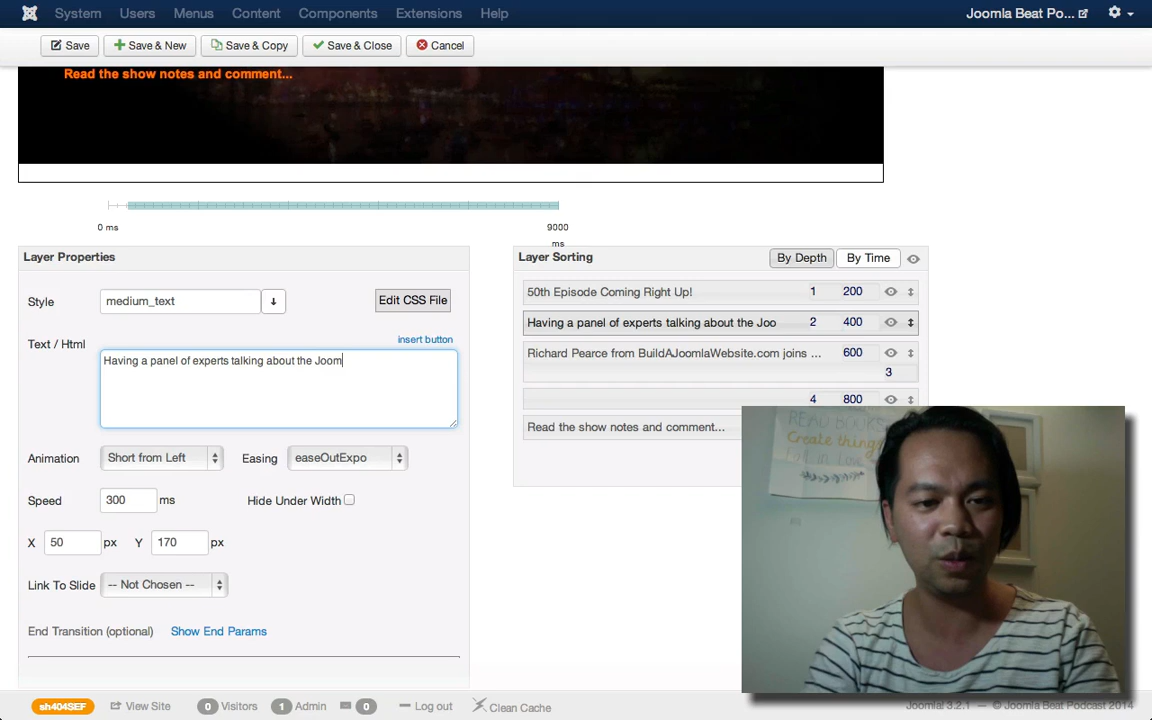 System Users Menus Content Components Extensions Help Joomla Beat Po...
Save Save & New Save & Copy Save & Close Cancel
Read the show notes and comment...
0 ms 9000 ms
Layer Properties
Style medium_text Edit CSS File
Text / Html insert button
Having a panel of experts talking about the Joom
Animation Short from Left Easing easeOutExpo
Speed 300 ms Hide Under Width
X 50 px Y 170 px
Link To Slide -- Not Chosen --
End Transition (optional) Show End Params
Layer Sorting By Depth By Time
50th Episode Coming Right Up! 1 200
Having a panel of experts talking about the Joo 2 400
Richard Pearce from BuildAJoomlaWebsite.com joins ... 600
3
4 800
Read the show notes and comment...
READ BOOKS
Create things
Fall in Love
sh404SEF View Site 0 Visitors 1 Admin 0 Log out Clean Cache Joomla! 3.2.1 — © Joomla Beat Podcast 2014